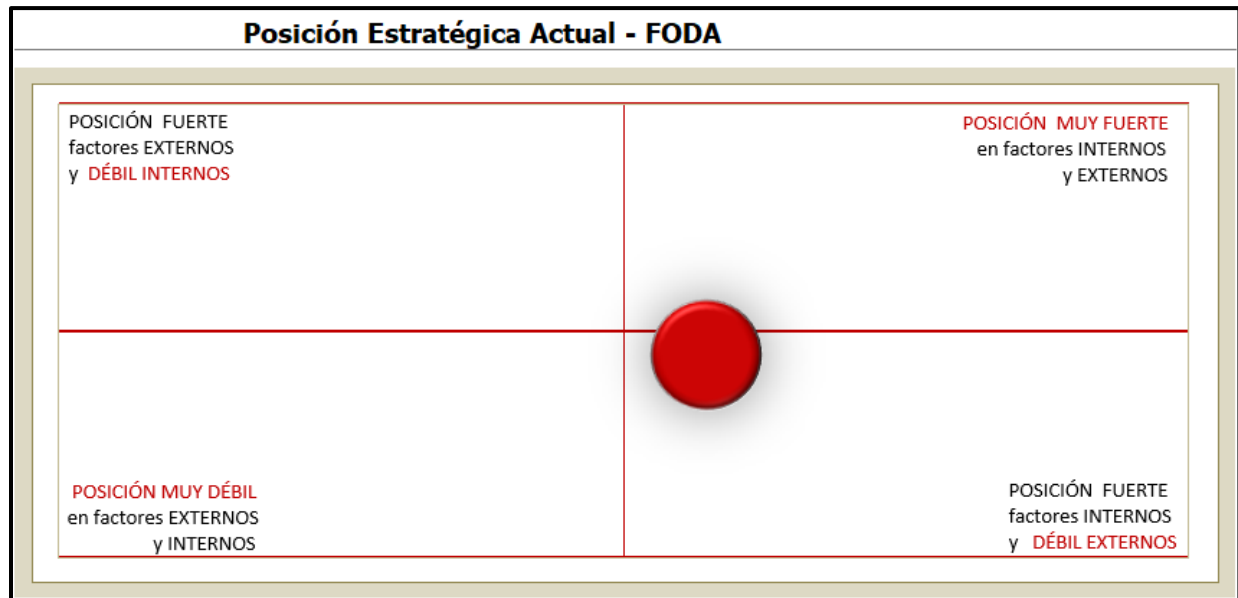 Posición Estratégica Actual - FODA
POSICIÓN FUERTE
factores EXTERNOS
y DÉBIL INTERNOS
POSICIÓN MUY FUERTE
en factores INTERNOS
y EXTERNOS
POSICIÓN MUY DÉBIL
en factores EXTERNOS
y INTERNOS
POSICIÓN FUERTE
factores INTERNOS
y DÉBIL EXTERNOS